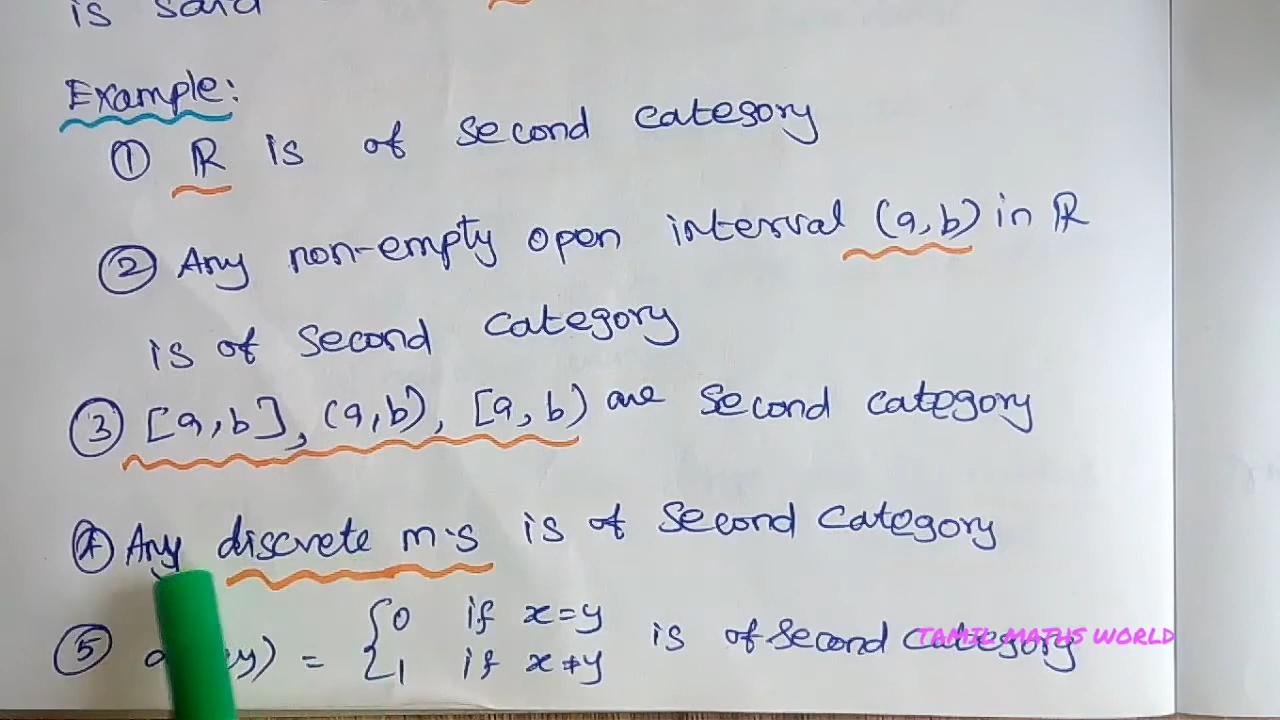 is said
Example:
① ℝ is of second category
② Any non-empty open interval (a,b) in ℝ
is of second category
③ [a,b], (a,b), [a,b) are second category
④ Any discrete m.s is of second category
⑤ y) = { 0 if x=y
1 if x≠y is of second category
TAMIL MATHS WORLD